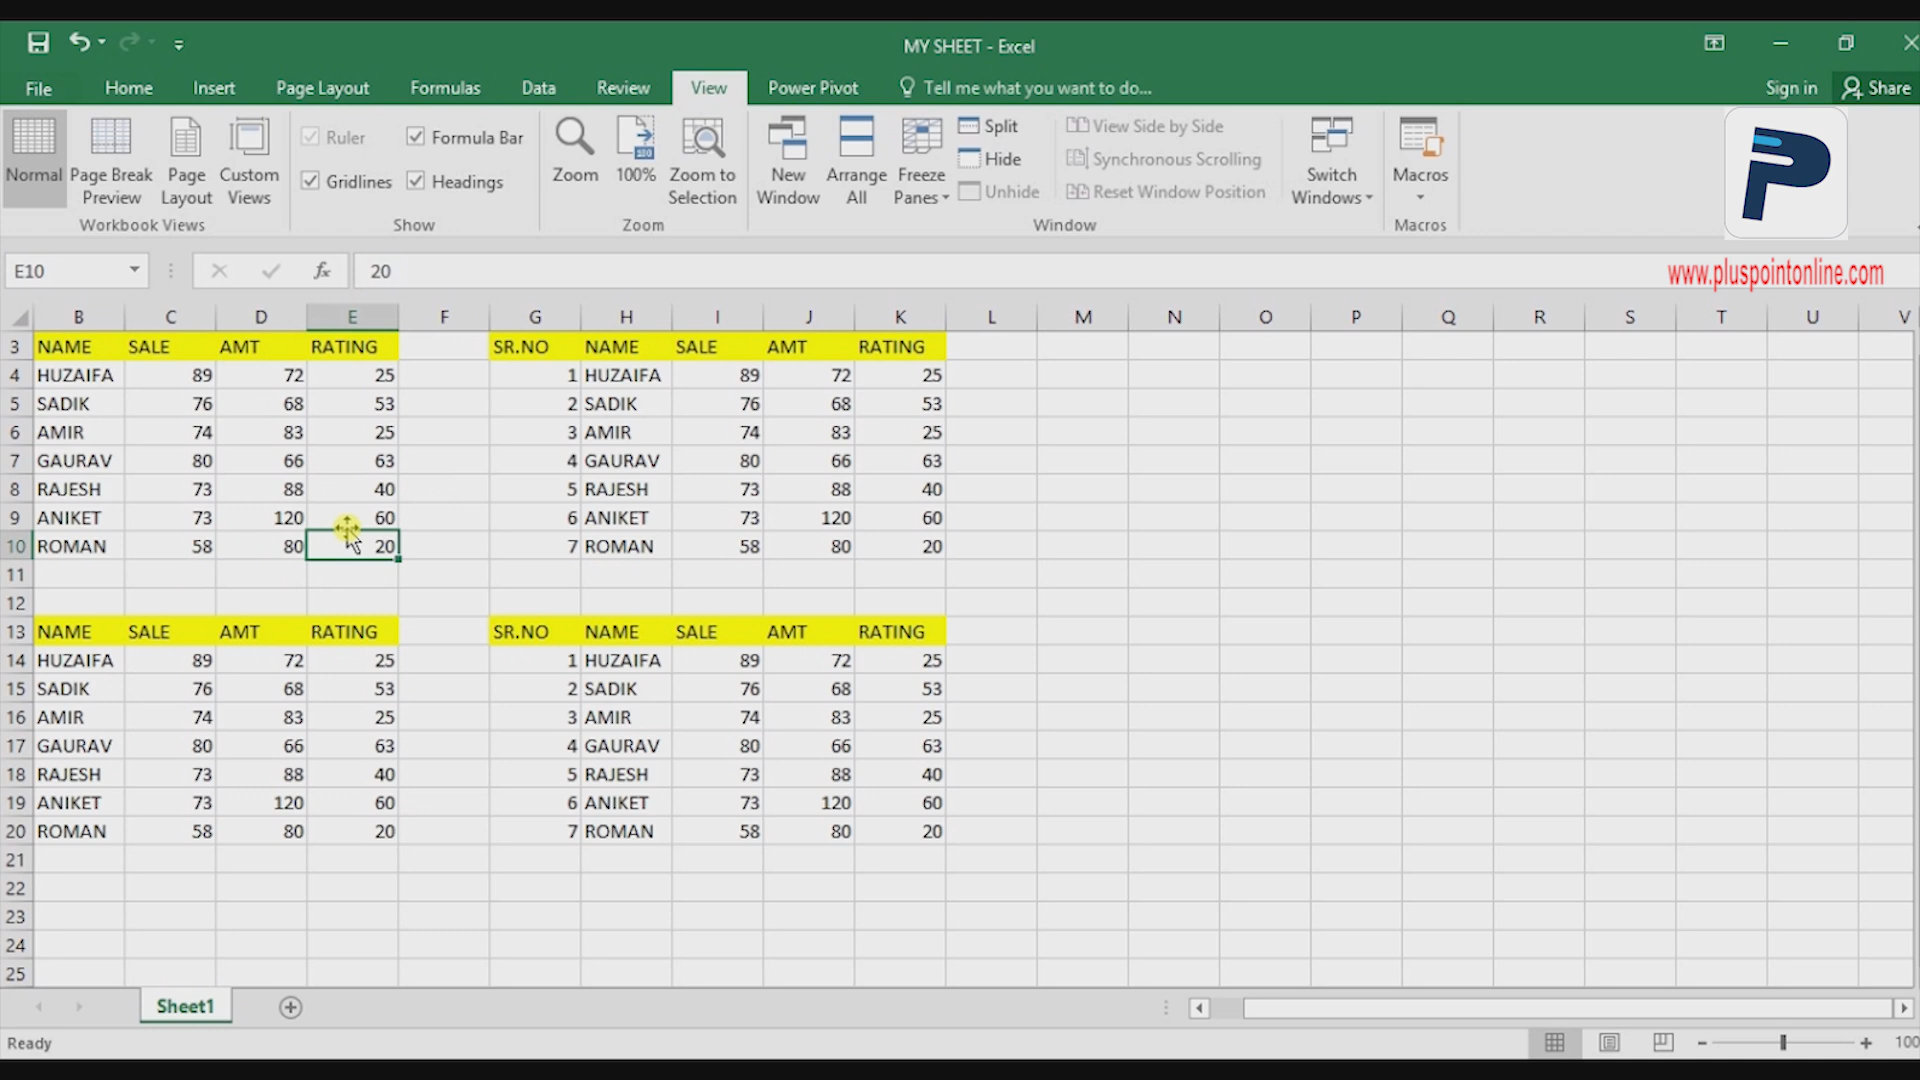 MY SHEET - Excel
File Home Insert Page Layout Formulas Data Review View Power Pivot Tell me what you want to do... Sign in Share
Normal Page Break Preview Page Layout Custom Views
Workbook Views
Ruler Formula Bar
Gridlines Headings
Show
Zoom 100% Zoom to Selection
Zoom
New Window Arrange All Freeze Panes
Split
Hide
Unhide
View Side by Side
Synchronous Scrolling
Reset Window Position
Switch Windows
Window
Macros
Macros
P
www.pluspointonline.com
E10 fx 20
B C D E F G H I J K L M N O P Q R S T U V
3 NAME SALE AMT RATING SR.NO NAME SALE AMT RATING
4 HUZAIFA 89 72 25 1 HUZAIFA 89 72 25
5 SADIK 76 68 53 2 SADIK 76 68 53
6 AMIR 74 83 25 3 AMIR 74 83 25
7 GAURAV 80 66 63 4 GAURAV 80 66 63
8 RAJESH 73 88 40 5 RAJESH 73 88 40
9 ANIKET 73 120 60 6 ANIKET 73 120 60
10 ROMAN 58 80 20 7 ROMAN 58 80 20
11
12
13 NAME SALE AMT RATING SR.NO NAME SALE AMT RATING
14 HUZAIFA 89 72 25 1 HUZAIFA 89 72 25
15 SADIK 76 68 53 2 SADIK 76 68 53
16 AMIR 74 83 25 3 AMIR 74 83 25
17 GAURAV 80 66 63 4 GAURAV 80 66 63
18 RAJESH 73 88 40 5 RAJESH 73 88 40
19 ANIKET 73 120 60 6 ANIKET 73 120 60
20 ROMAN 58 80 20 7 ROMAN 58 80 20
21
22
23
24
25
Sheet1
Ready 100